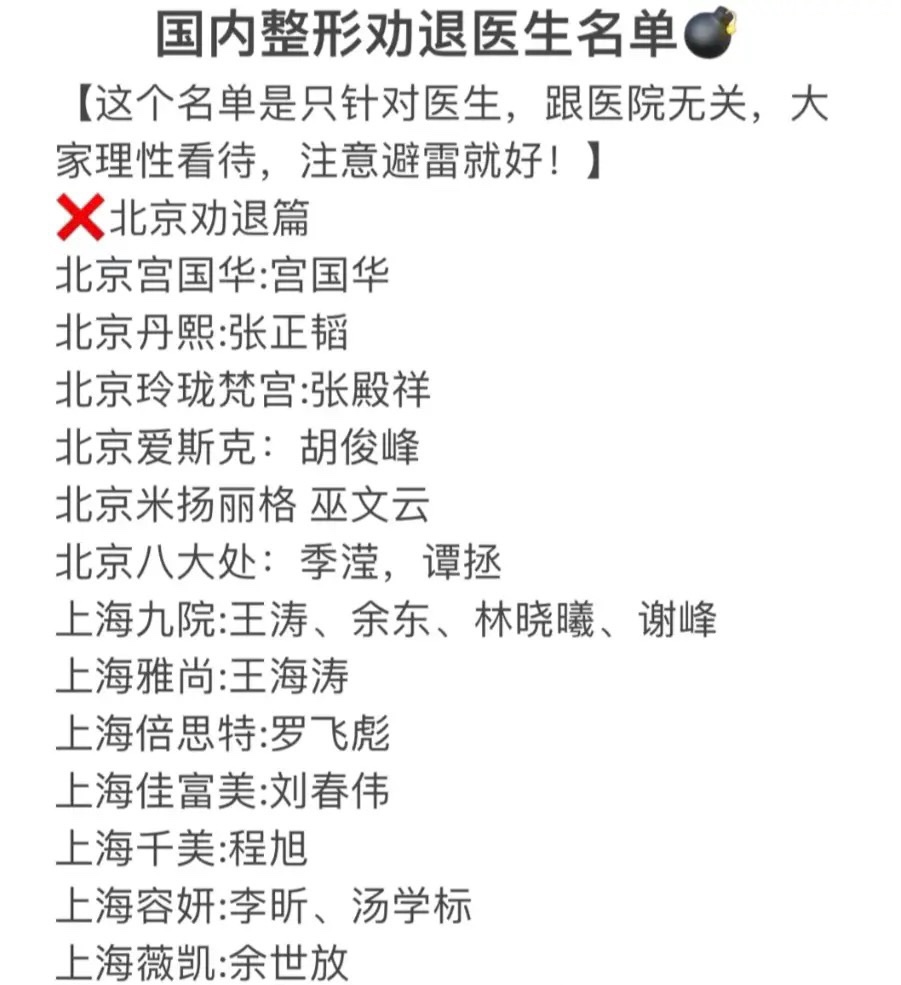 国内整形劝退医生名单💣
【这个名单是只针对医生，跟医院无关，大
家理性看待，注意避雷就好！】
❌北京劝退篇
北京宫国华:宫国华
北京丹熙:张正韬
北京玲珑梵宫:张殿祥
北京爱斯克：胡俊峰
北京米扬丽格 巫文云
北京八大处：季滢，谭拯
上海九院:王涛、余东、林晓曦、谢峰
上海雅尚:王海涛
上海倍思特:罗飞彪
上海佳富美:刘春伟
上海千美:程旭
上海容妍:李昕、汤学标
上海薇凯:余世放